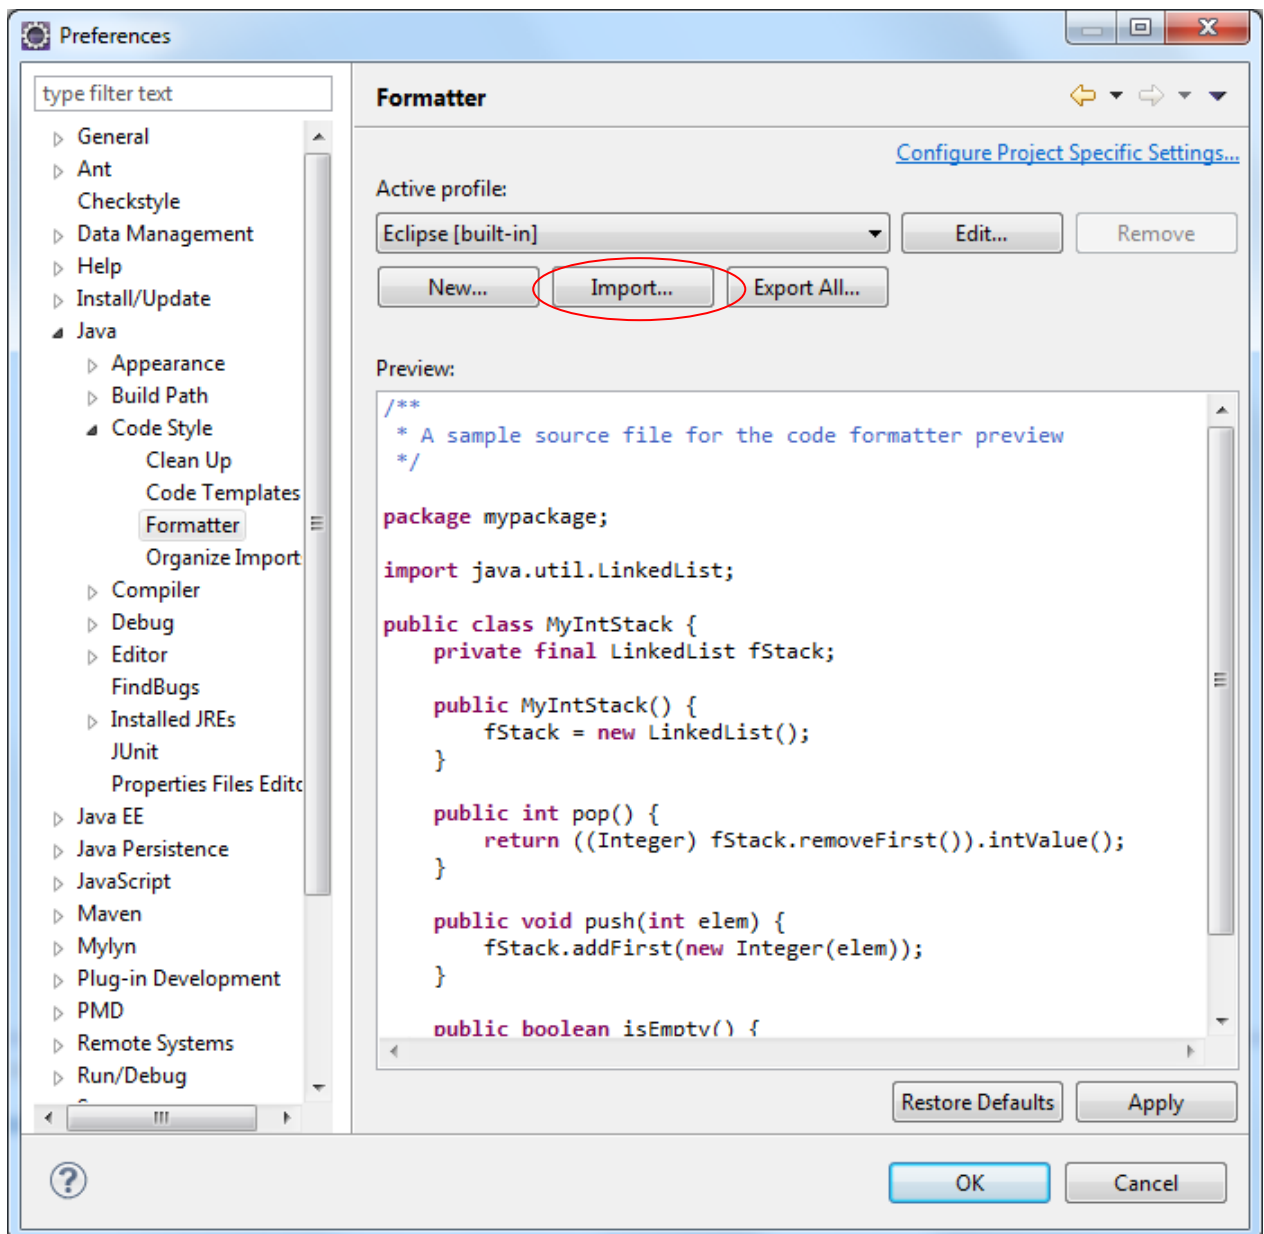 Preferences
type filter text
General
Ant
Checkstyle
Data Management
Help
Install/Update
Java
Appearance
Build Path
Code Style
Clean Up
Code Templates
Formatter
Organize Import
Compiler
Debug
Editor
FindBugs
Installed JREs
JUnit
Properties Files Edito
Java EE
Java Persistence
JavaScript
Maven
Mylyn
Plug-in Development
PMD
Remote Systems
Run/Debug
Formatter
Configure Project Specific Settings...
Active profile:
Eclipse [built-in]
Edit...
Remove
New...
Import...
Export All...
Preview:
/**
 * A sample source file for the code formatter preview
 */
package mypackage;
import java.util.LinkedList;
public class MyIntStack {
    private final LinkedList fStack;
    public MyIntStack() {
        fStack = new LinkedList();
    }
    public int pop() {
        return ((Integer) fStack.removeFirst()).intValue();
    }
    public void push(int elem) {
        fStack.addFirst(new Integer(elem));
    }
    public boolean isEmpty() {
Restore Defaults
Apply
?
OK
Cancel